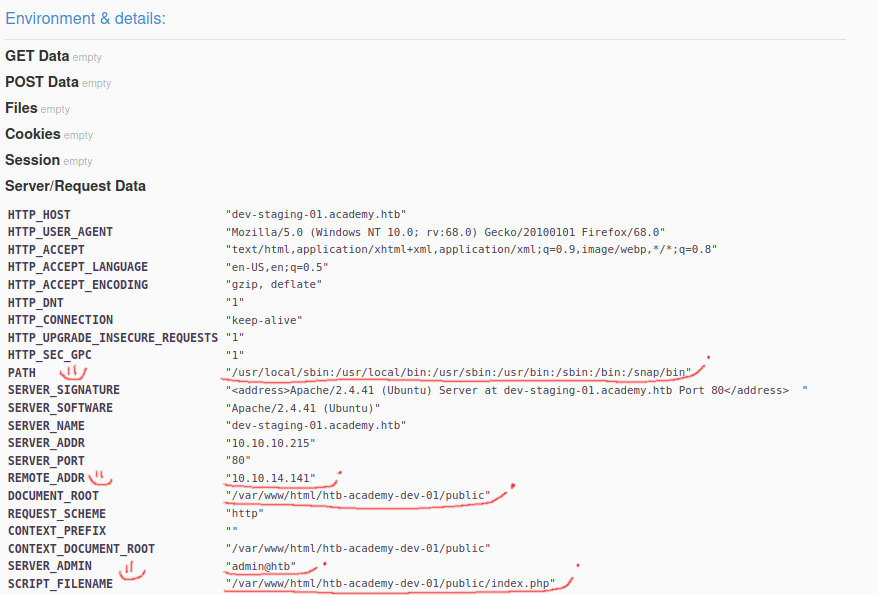 Environment & details:
GET Data empty
POST Data empty
Files empty
Cookies empty
Session empty
Server/Request Data
HTTP_HOST "dev-staging-01.academy.htb"
HTTP_USER_AGENT "Mozilla/5.0 (Windows NT 10.0; rv:68.0) Gecko/20100101 Firefox/68.0"
HTTP_ACCEPT "text/html,application/xhtml+xml,application/xml;q=0.9,image/webp,*/*;q=0.8"
HTTP_ACCEPT_LANGUAGE "en-US,en;q=0.5"
HTTP_ACCEPT_ENCODING "gzip, deflate"
HTTP_DNT "1"
HTTP_CONNECTION "keep-alive"
HTTP_UPGRADE_INSECURE_REQUESTS "1"
HTTP_SEC_GPC "1"
PATH "/usr/local/sbin:/usr/local/bin:/usr/sbin:/usr/bin:/sbin:/bin:/snap/bin"
SERVER_SIGNATURE "<address>Apache/2.4.41 (Ubuntu) Server at dev-staging-01.academy.htb Port 80</address> "
SERVER_SOFTWARE "Apache/2.4.41 (Ubuntu)"
SERVER_NAME "dev-staging-01.academy.htb"
SERVER_ADDR "10.10.10.215"
SERVER_PORT "80"
REMOTE_ADDR "10.10.14.141"
DOCUMENT_ROOT "/var/www/html/htb-academy-dev-01/public"
REQUEST_SCHEME "http"
CONTEXT_PREFIX ""
CONTEXT_DOCUMENT_ROOT "/var/www/html/htb-academy-dev-01/public"
SERVER_ADMIN "admin@htb"
SCRIPT_FILENAME "/var/www/html/htb-academy-dev-01/public/index.php"